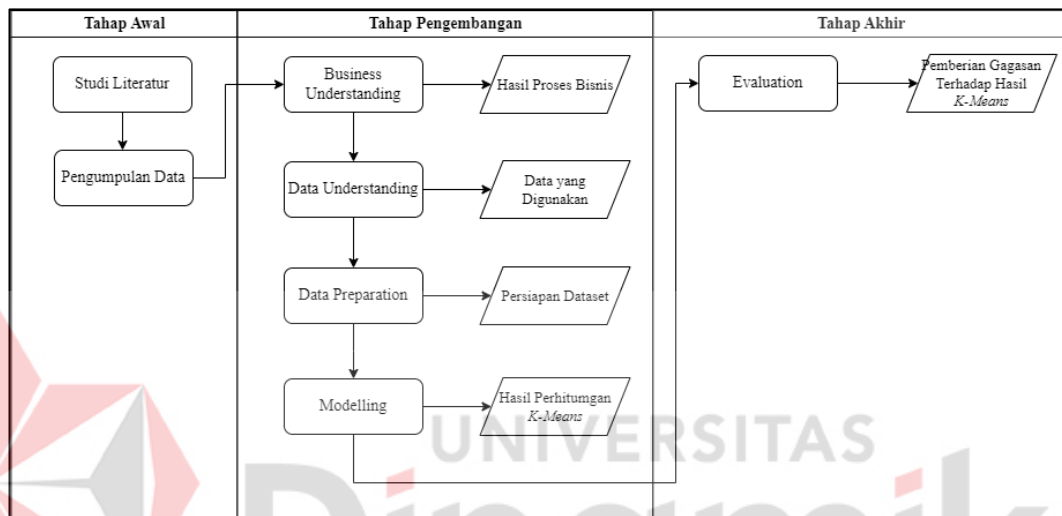 Tahap Awal
Tahap Pengembangan
Tahap Akhir
Studi Literatur
Pengumpulan Data
Business
Understanding
Hasil Proses Bisnis
Data Understanding
Data yang
Digunakan
Data Preparation
Persiapan Dataset
Modelling
Hasil Perhitumgan
K-Means
Evaluation
Pemberian Gagasan
Terhadap Hasil
K-Means
UNIVERSITAS
Dinamik